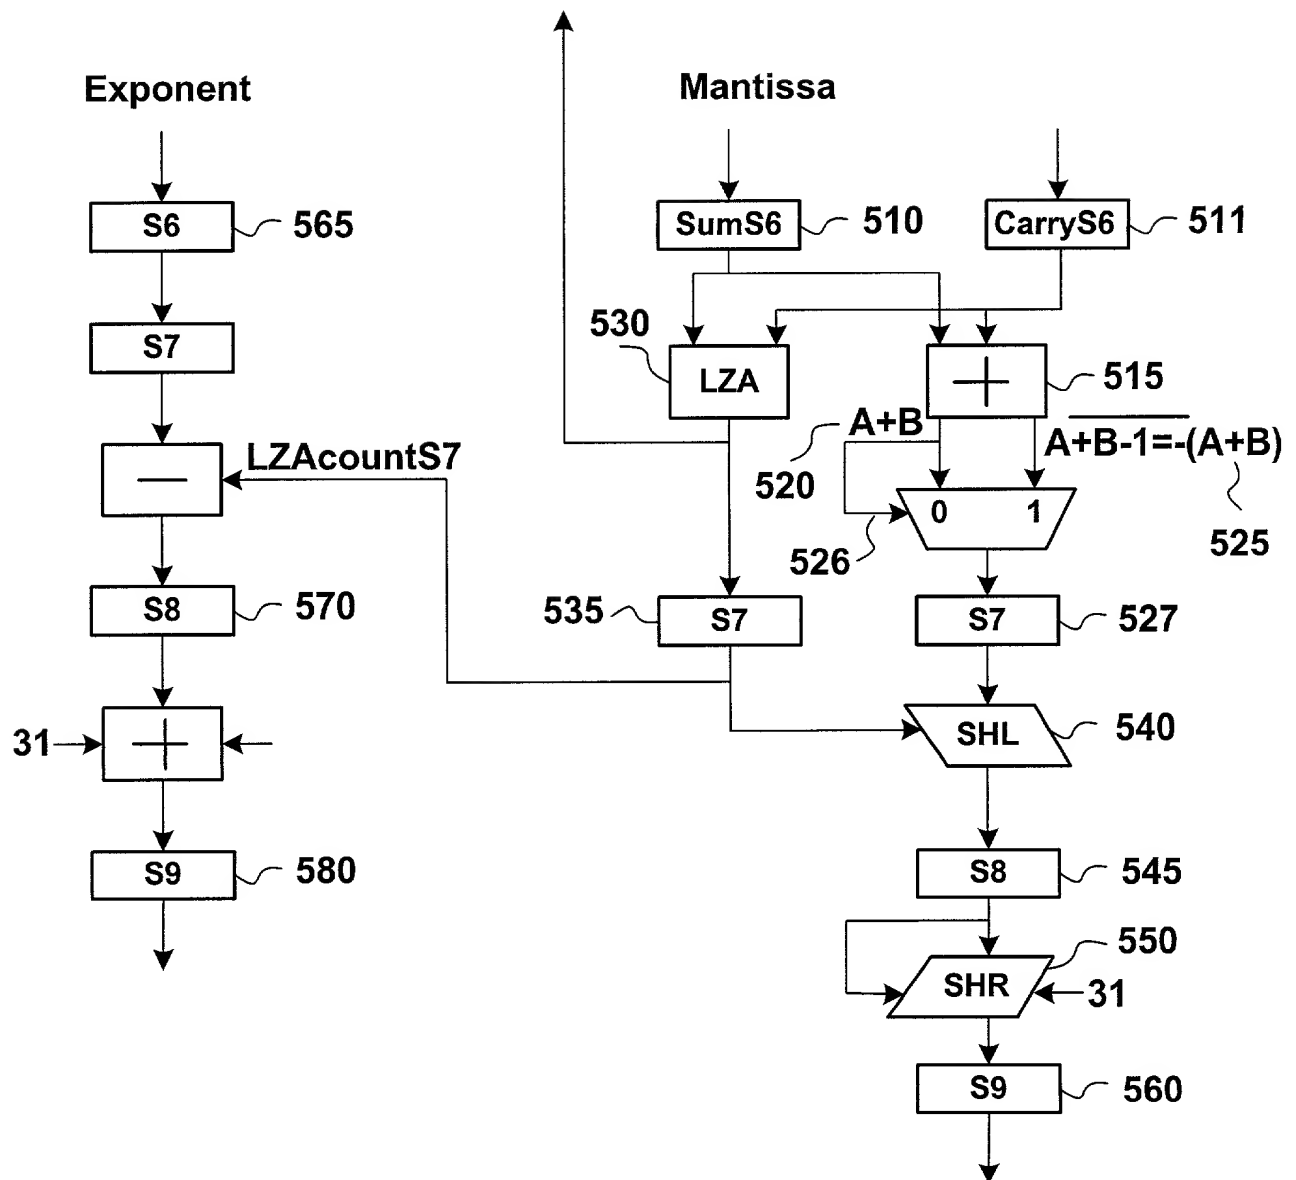 Exponent
Mantissa
S6
565
SumS6
510
CarryS6
511
S7
530
LZA
515
A+B
520
A+B-1=-(A+B)
525
LZAcountS7
0
1
526
S8
570
535
S7
S7
527
31
SHL
540
S9
580
S8
545
550
SHR
31
S9
560